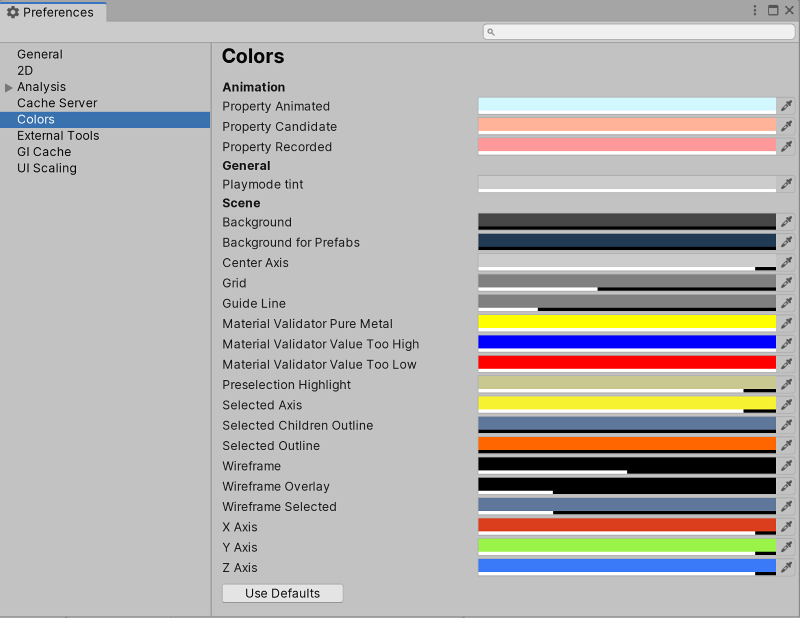 Preferences
General
2D
Analysis
Cache Server
Colors
External Tools
GI Cache
UI Scaling
Colors
Animation
Property Animated
Property Candidate
Property Recorded
General
Playmode tint
Scene
Background
Background for Prefabs
Center Axis
Grid
Guide Line
Material Validator Pure Metal
Material Validator Value Too High
Material Validator Value Too Low
Preselection Highlight
Selected Axis
Selected Children Outline
Selected Outline
Wireframe
Wireframe Overlay
Wireframe Selected
X Axis
Y Axis
Z Axis
Use Defaults